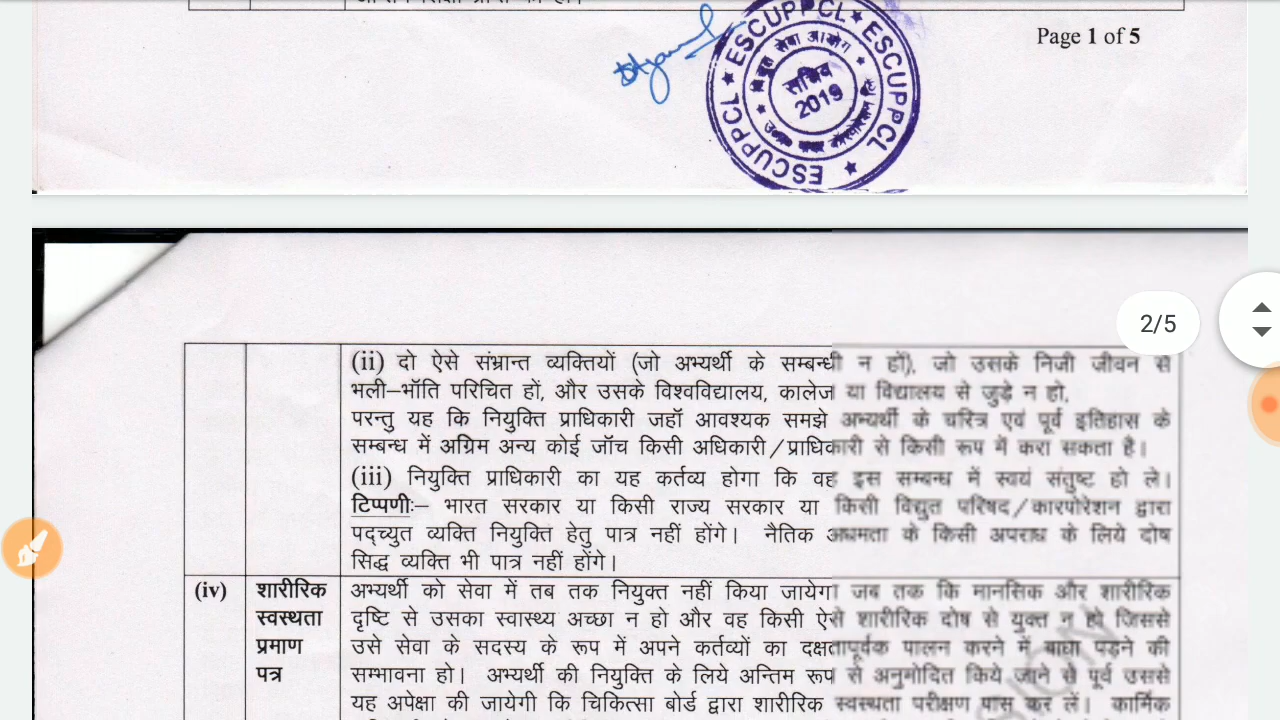 Page 1 of 5
ESCUPPCL ★ ESCUPPCL ★ ESCUPPCL ★
विद्युत सेवा आयोग
सचिव
2019
2/5
(ii) दो ऐसे संभ्रान्त व्यक्तियों (जो अभ्यर्थी के सम्बन्धी न हों), जो उसके निजी जीवन से
भली–भाँति परिचित हों, और उसके विश्वविद्यालय, कालेज या विद्यालय से जुड़े न हो,
परन्तु यह कि नियुक्ति प्राधिकारी जहाँ आवश्यक समझे अभ्यर्थी के चरित्र एवं पूर्व इतिहास के
सम्बन्ध में अग्रिम अन्य कोई जाँच किसी अधिकारी/प्राधिकारी से किसी रूप में करा सकता है।
(iii) नियुक्ति प्राधिकारी का यह कर्तव्य होगा कि वह इस सम्बन्ध में स्वयं संतुष्ट हो ले।
टिप्पणीः– भारत सरकार या किसी राज्य सरकार या किसी विद्युत परिषद/कारपोरेशन द्वारा
पद्च्युत व्यक्ति नियुक्ति हेतु पात्र नहीं होंगे। नैतिक अधमता के किसी अपराध के लिये दोष
सिद्ध व्यक्ति भी पात्र नहीं होंगे।
(iv) शारीरिक अभ्यर्थी को सेवा में तब तक नियुक्त नहीं किया जायेगा जब तक कि मानसिक और शारीरिक
स्वस्थता दृष्टि से उसका स्वास्थ्य अच्छा न हो और वह किसी ऐसे शारीरिक दोष से युक्त न हो जिससे
प्रमाण उसे सेवा के सदस्य के रूप में अपने कर्तव्यों का दक्षतापूर्वक पालन करने में बाधा पड़ने की
पत्र सम्भावना हो। अभ्यर्थी की नियुक्ति के लिये अन्तिम रूप से अनुमोदित किये जाने से पूर्व उससे
यह अपेक्षा की जायेगी कि चिकित्सा बोर्ड द्वारा शारीरिक स्वस्थता परीक्षण पास कर लें। कार्मिक